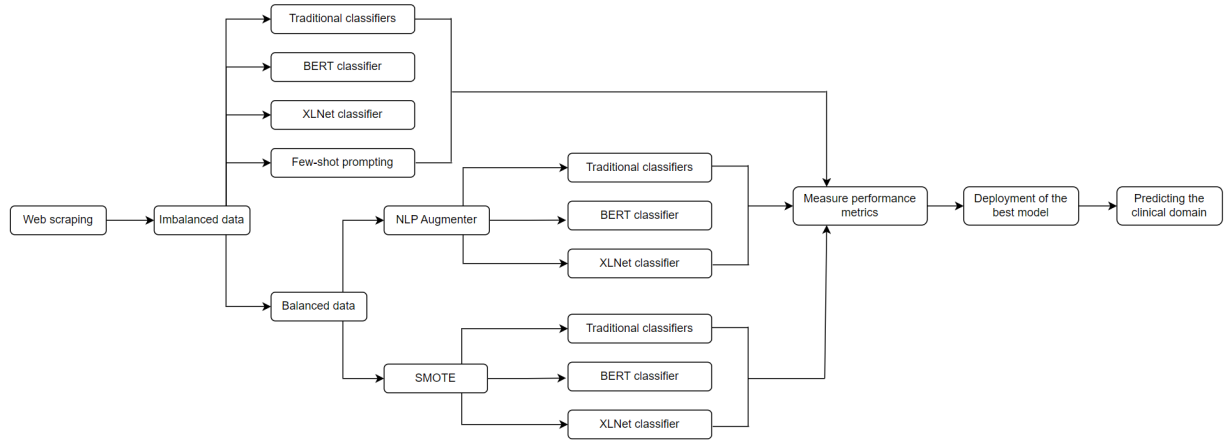 Traditional classifiers
BERT classifier
XLNet classifier
Few-shot prompting
Web scraping
Imbalanced data
NLP Augmenter
Traditional classifiers
BERT classifier
XLNet classifier
Balanced data
SMOTE
Traditional classifiers
BERT classifier
XLNet classifier
Measure performance
metrics
Deployment of the
best model
Predicting the
clinical domain